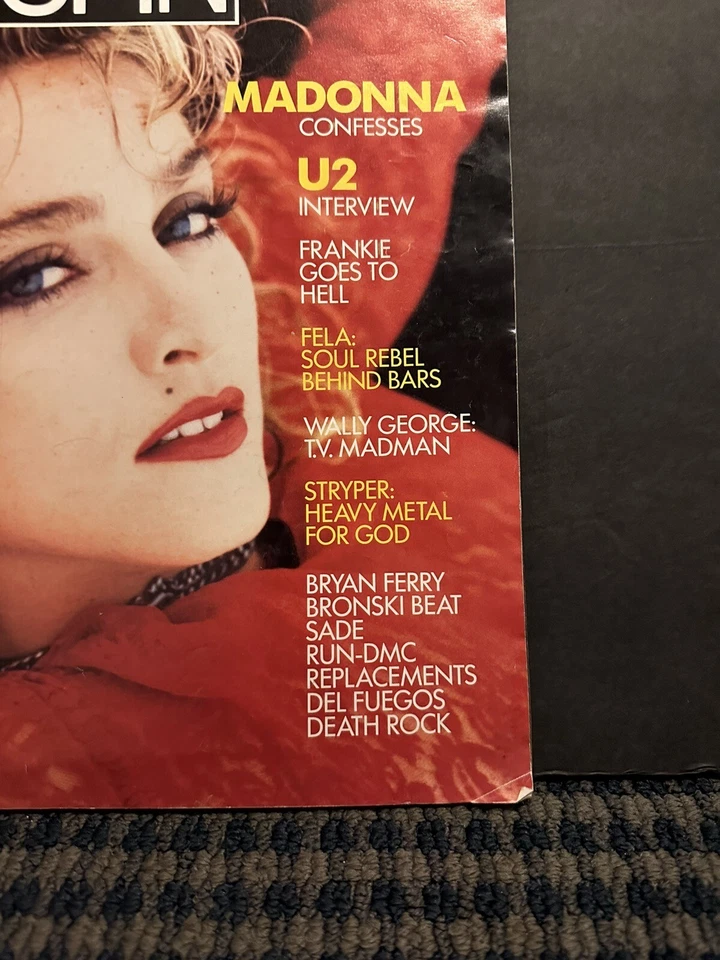 SPIN
MADONNA
CONFESSES
U2
INTERVIEW
FRANKIE
GOES TO
HELL
FELA:
SOUL REBEL
BEHIND BARS
WALLY GEORGE:
T.V. MADMAN
STRYPER:
HEAVY METAL
FOR GOD
BRYAN FERRY
BRONSKI BEAT
SADE
RUN-DMC
REPLACEMENTS
DEL FUEGOS
DEATH ROCK